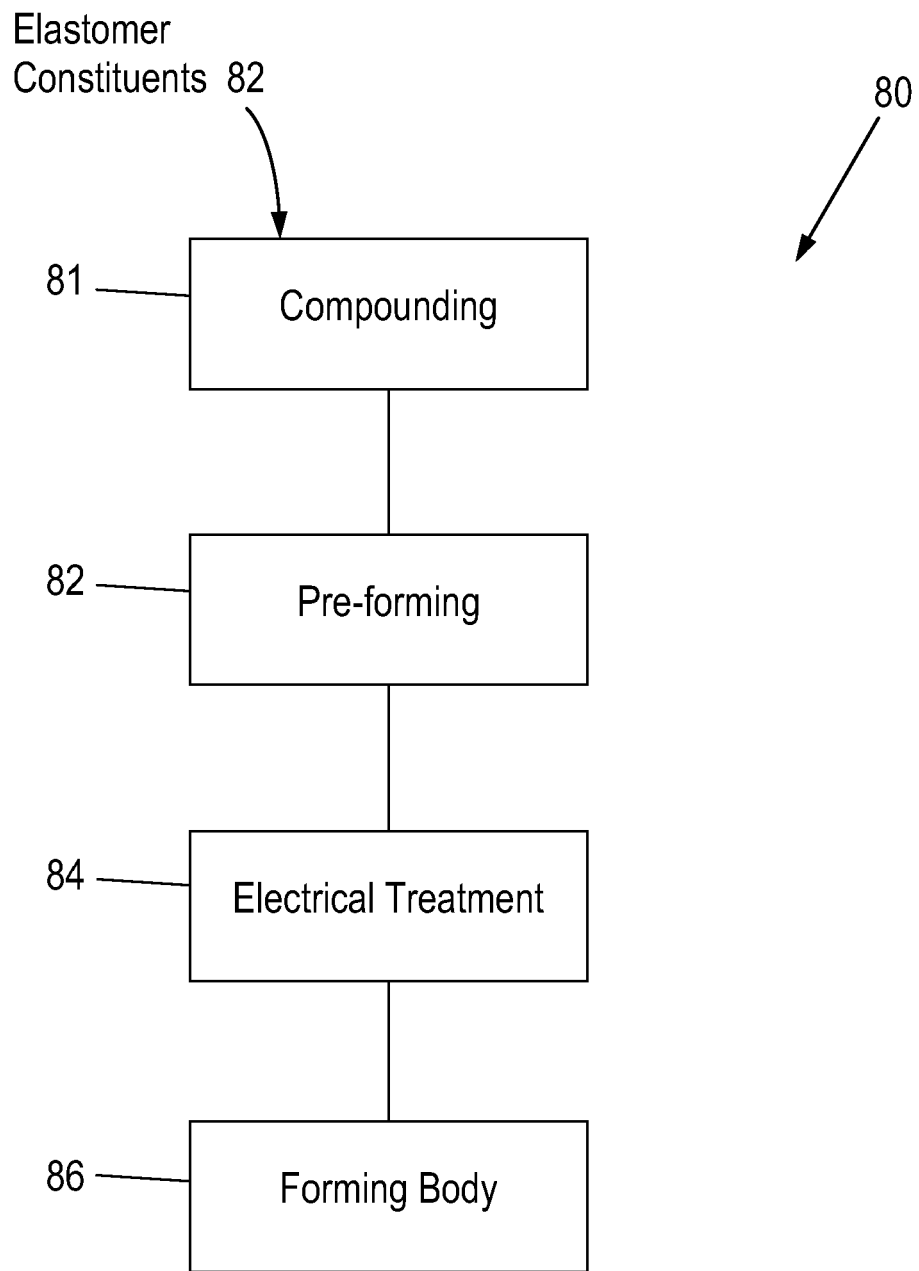 Elastomer
Constituents 82
80
81
Compounding
82
Pre-forming
84
Electrical Treatment
86
Forming Body